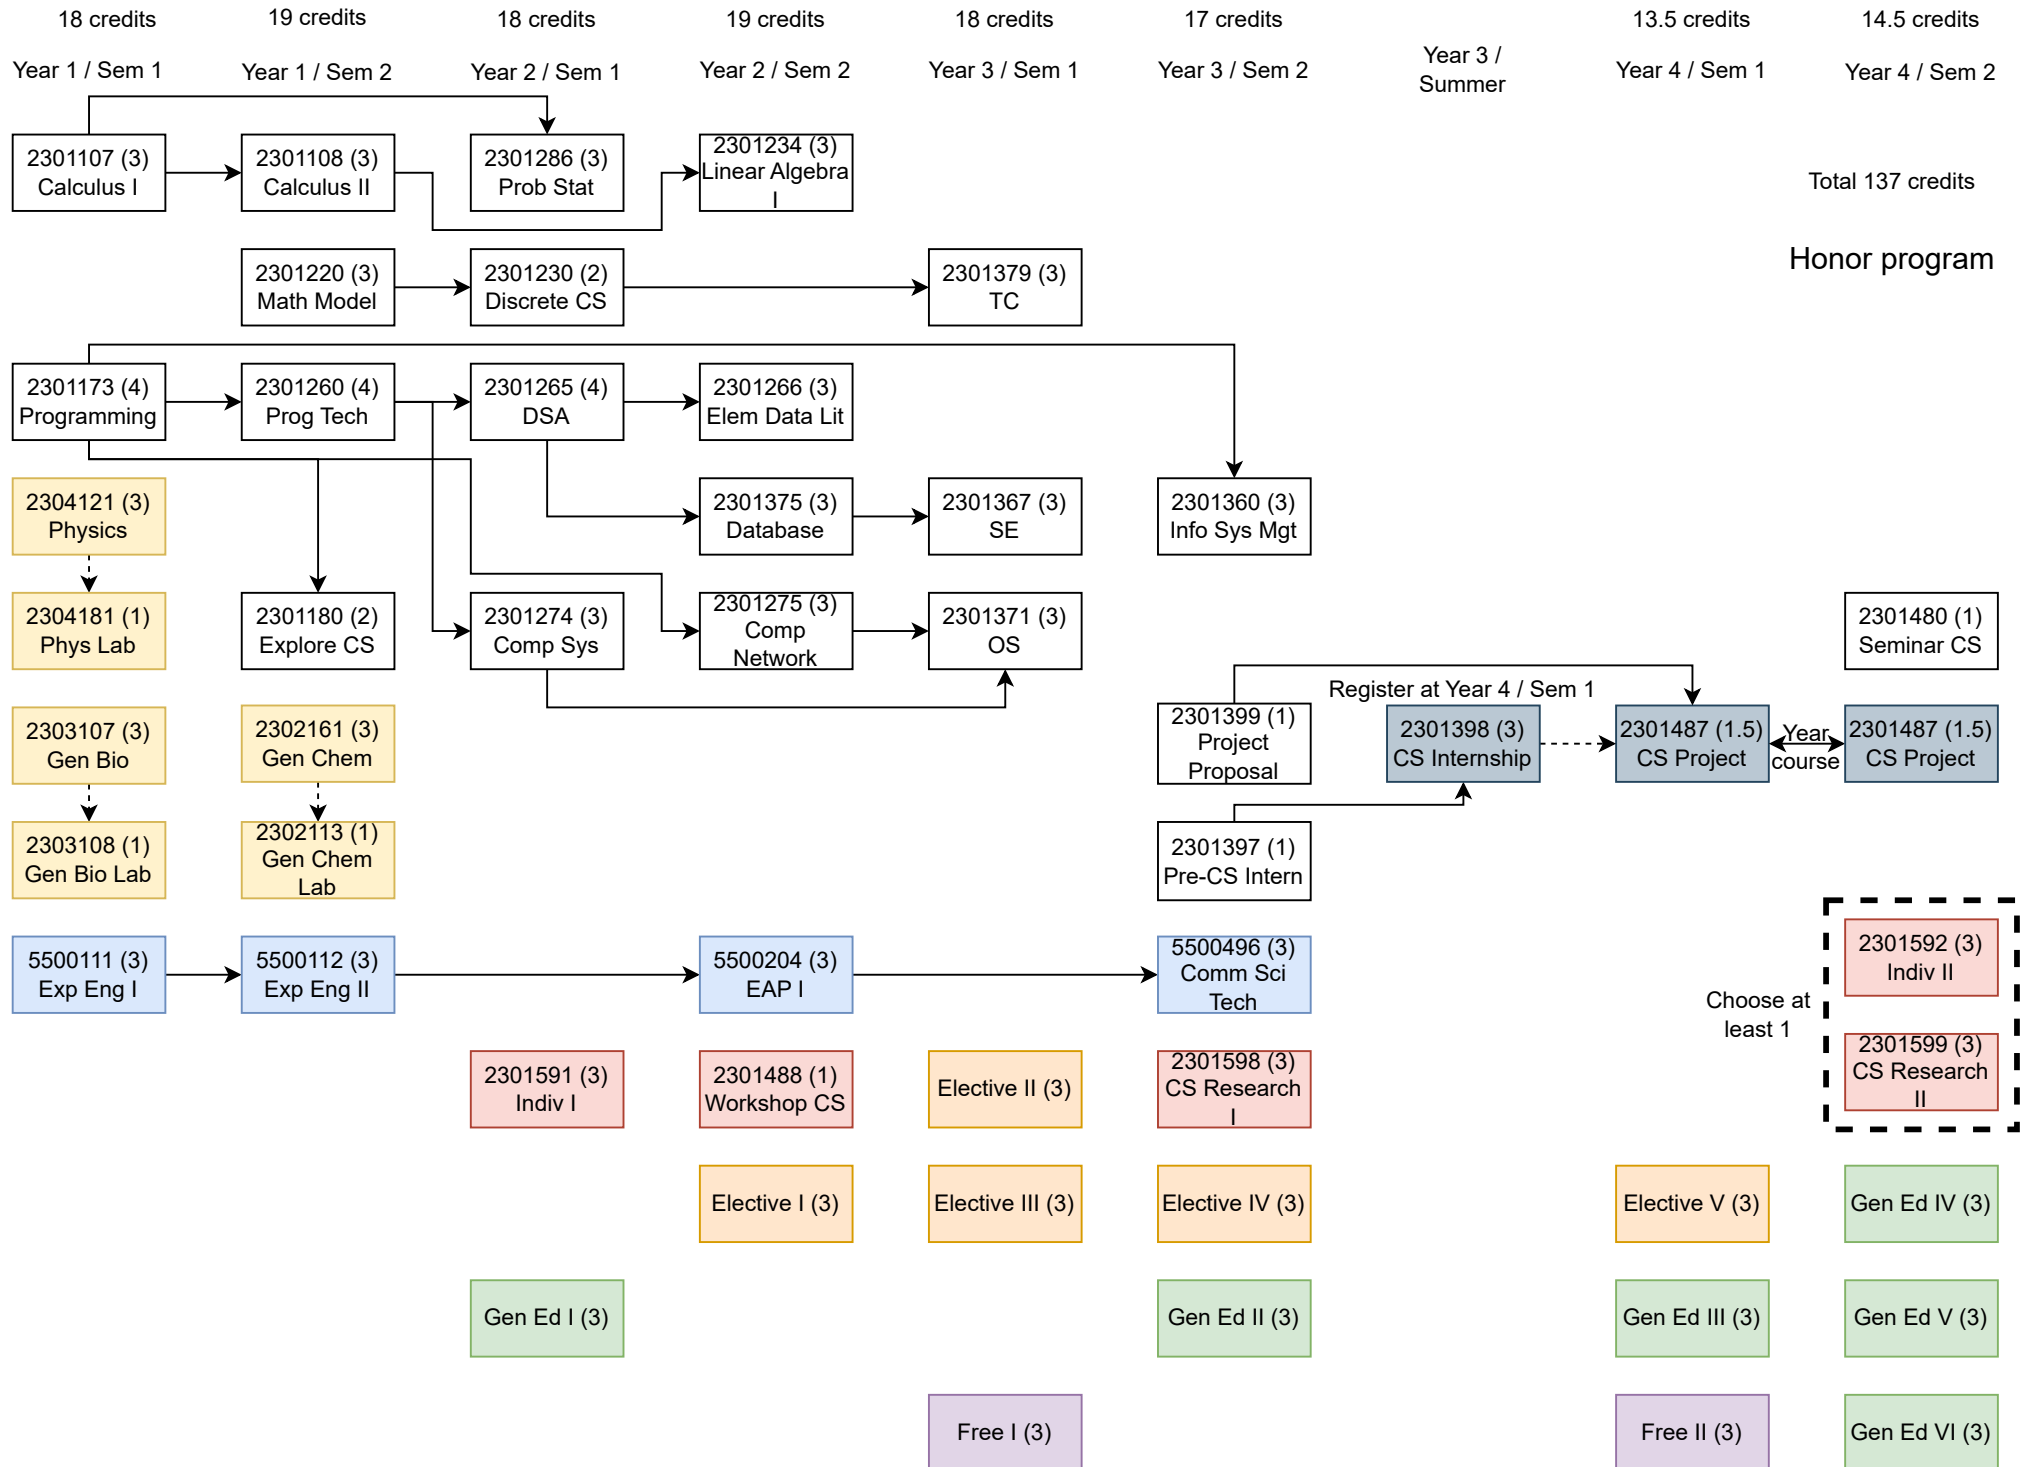 18 credits
19 credits
18 credits
19 credits
18 credits
17 credits
13.5 credits
14.5 credits
Year 1 / Sem 1
Year 1 / Sem 2
Year 2 / Sem 1
Year 2 / Sem 2
Year 3 / Sem 1
Year 3 / Sem 2
Year 3 /
Summer
Year 4 / Sem 1
Year 4 / Sem 2
2301107 (3)
Calculus I
2301108 (3)
Calculus II
2301286 (3)
Prob Stat
2301234 (3)
Linear Algebra
I
Total 137 credits
2301220 (3)
Math Model
2301230 (2)
Discrete CS
2301379 (3)
TC
Honor program
2301173 (4)
Programming
2301260 (4)
Prog Tech
2301265 (4)
DSA
2301266 (3)
Elem Data Lit
2304121 (3)
Physics
2301375 (3)
Database
2301367 (3)
SE
2301360 (3)
Info Sys Mgt
2304181 (1)
Phys Lab
2301180 (2)
Explore CS
2301274 (3)
Comp Sys
2301275 (3)
Comp
Network
2301371 (3)
OS
2301480 (1)
Seminar CS
Register at Year 4 / Sem 1
2303107 (3)
Gen Bio
2302161 (3)
Gen Chem
2301399 (1)
Project
Proposal
2301398 (3)
CS Internship
2301487 (1.5)
CS Project
Year
course
2301487 (1.5)
CS Project
2303108 (1)
Gen Bio Lab
2302113 (1)
Gen Chem
Lab
2301397 (1)
Pre-CS Intern
5500111 (3)
Exp Eng I
5500112 (3)
Exp Eng II
5500204 (3)
EAP I
5500496 (3)
Comm Sci
Tech
2301592 (3)
Indiv II
Choose at
least 1
2301591 (3)
Indiv I
2301488 (1)
Workshop CS
Elective II (3)
2301598 (3)
CS Research
I
2301599 (3)
CS Research
II
Elective I (3)
Elective III (3)
Elective IV (3)
Elective V (3)
Gen Ed IV (3)
Gen Ed I (3)
Gen Ed II (3)
Gen Ed III (3)
Gen Ed V (3)
Free I (3)
Free II (3)
Gen Ed VI (3)